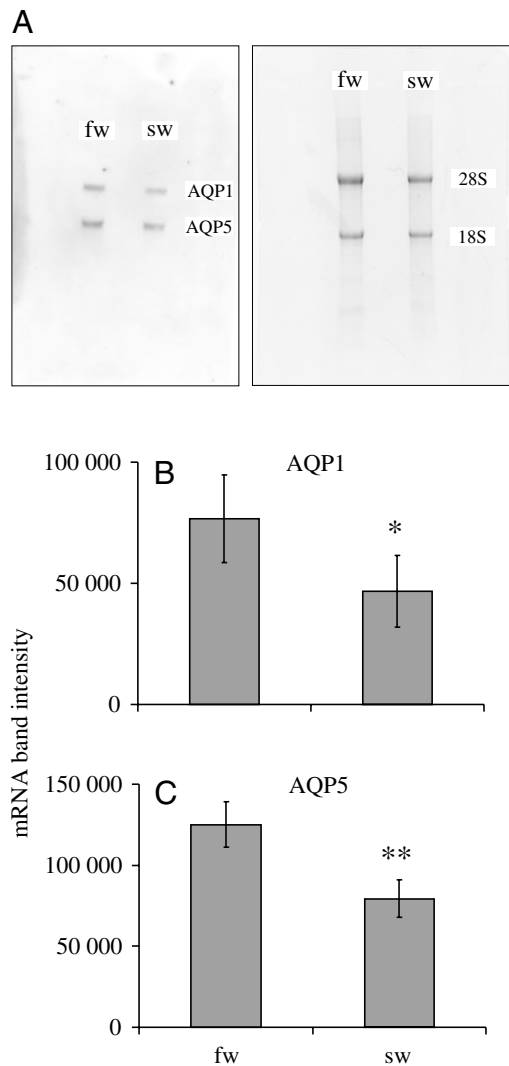 A
fw sw
AQP1
AQP5
fw sw
28S
18S
mRNA band intensity
B AQP1
100 000
50 000
0
*
C AQP5
150 000
100 000
50 000
0
**
fw sw